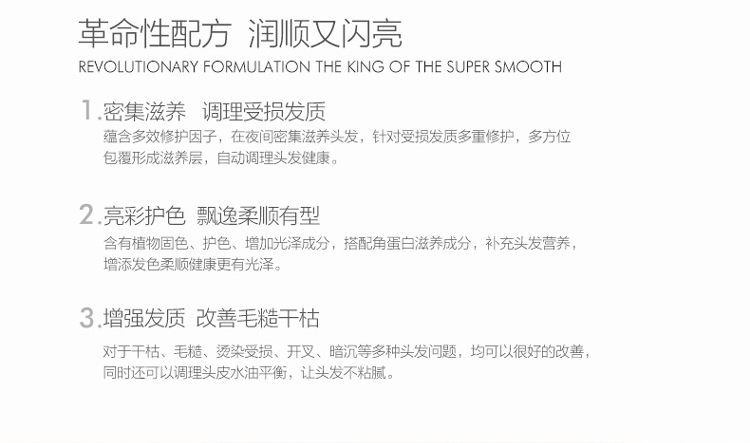 革命性配方 润顺又闪亮
REVOLUTIONARY FORMULATION THE KING OF THE SUPER SMOOTH
1.密集滋养 调理受损发质
蕴含多效修护因子，在夜间密集滋养头发，针对受损发质多重修护，多方位
包覆形成滋养层，自动调理头发健康。
2.亮彩护色 飘逸柔顺有型
含有植物固色、护色、增加光泽成分，搭配角蛋白滋养成分，补充头发营养，
增添发色柔顺健康更有光泽。
3.增强发质 改善毛糙干枯
对于干枯、毛糙、烫染受损、开叉、暗沉等多种头发问题，均可以很好的改善，
同时还可以调理头皮水油平衡，让头发不粘腻。